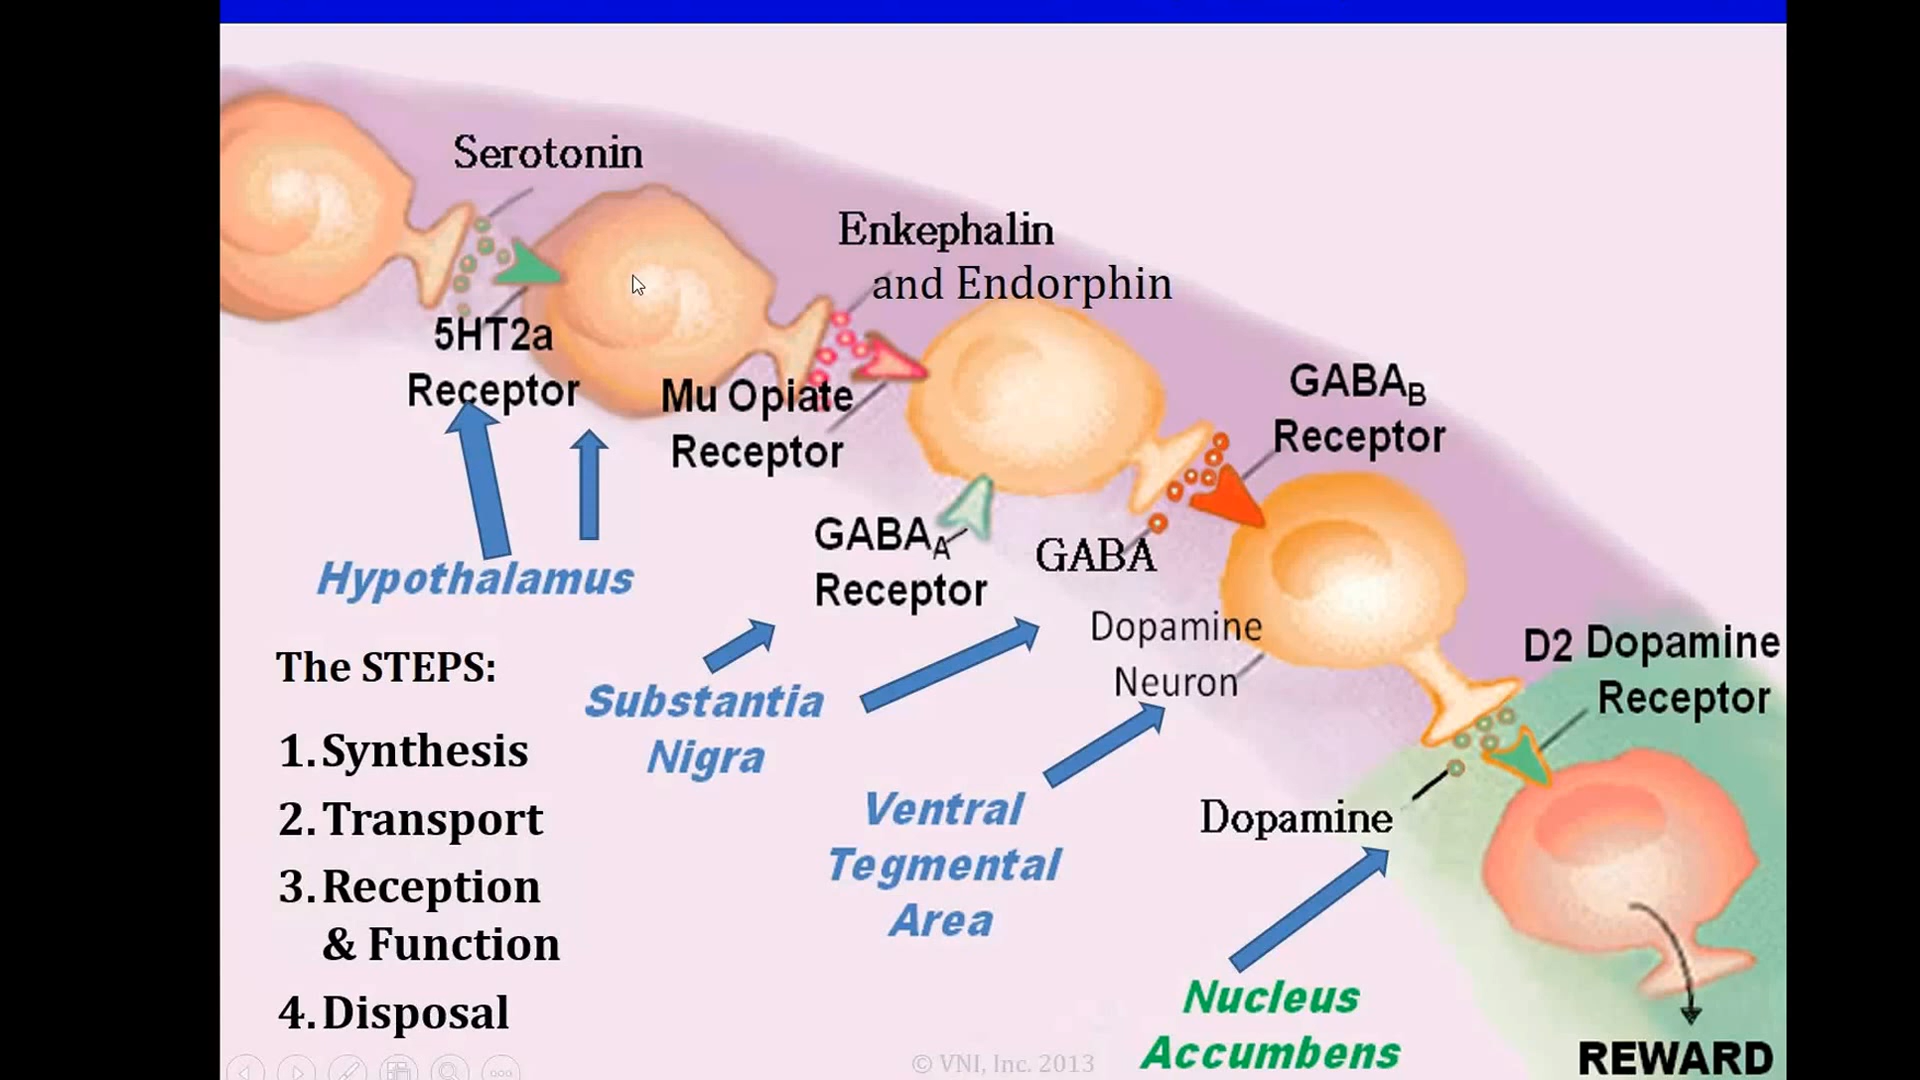 Serotonin
Enkephalin
and Endorphin
5HT2a
Receptor
Mu Opiate
Receptor
GABAB
Receptor
GABAA
Receptor
GABA
Hypothalamus
Dopamine
Neuron
D2 Dopamine
Receptor
The STEPS:
1. Synthesis
2. Transport
3. Reception
& Function
4. Disposal
Substantia
Nigra
Ventral
Tegmental
Area
Dopamine
Nucleus
Accumbens
REWARD
© VNI, Inc. 2013